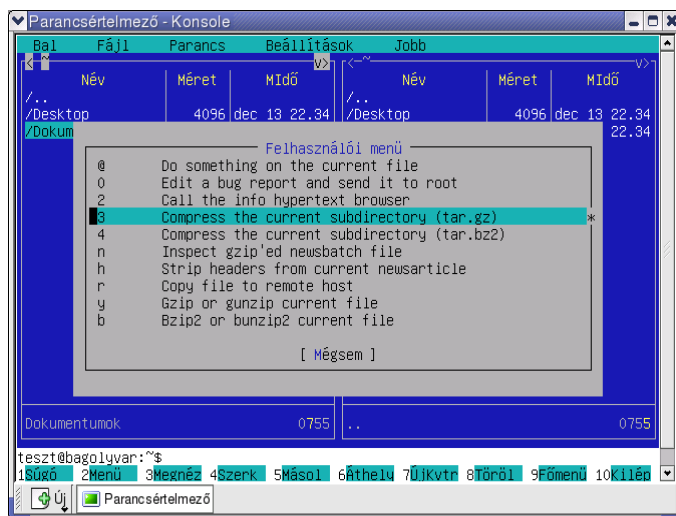 Parancsértelmező - Konsole
Bal Fájl Parancs Beállítások Jobb
<~ v> <~ v>
Név Méret MIdő Név Méret MIdő
/.. /..
/Desktop 4096 dec 13 22.34 /Desktop 4096 dec 13 22.34
/Dokum 22.34
Felhasználói menü
@ Do something on the current file
0 Edit a bug report and send it to root
2 Call the info hypertext browser
3 Compress the current subdirectory (tar.gz) *
4 Compress the current subdirectory (tar.bz2)
n Inspect gzip'ed newsbatch file
h Strip headers from current newsarticle
r Copy file to remote host
y Gzip or gunzip current file
b Bzip2 or bunzip2 current file
[ Mégsem ]
Dokumentumok 0755 .. 0755
teszt@bagolyvar:~$
1Súgó 2Menü 3Megnéz 4Szerk 5Másol 6Áthely 7ÚjKvtr 8Töröl 9Főmenü 10Kilép
Új Parancsértelmező